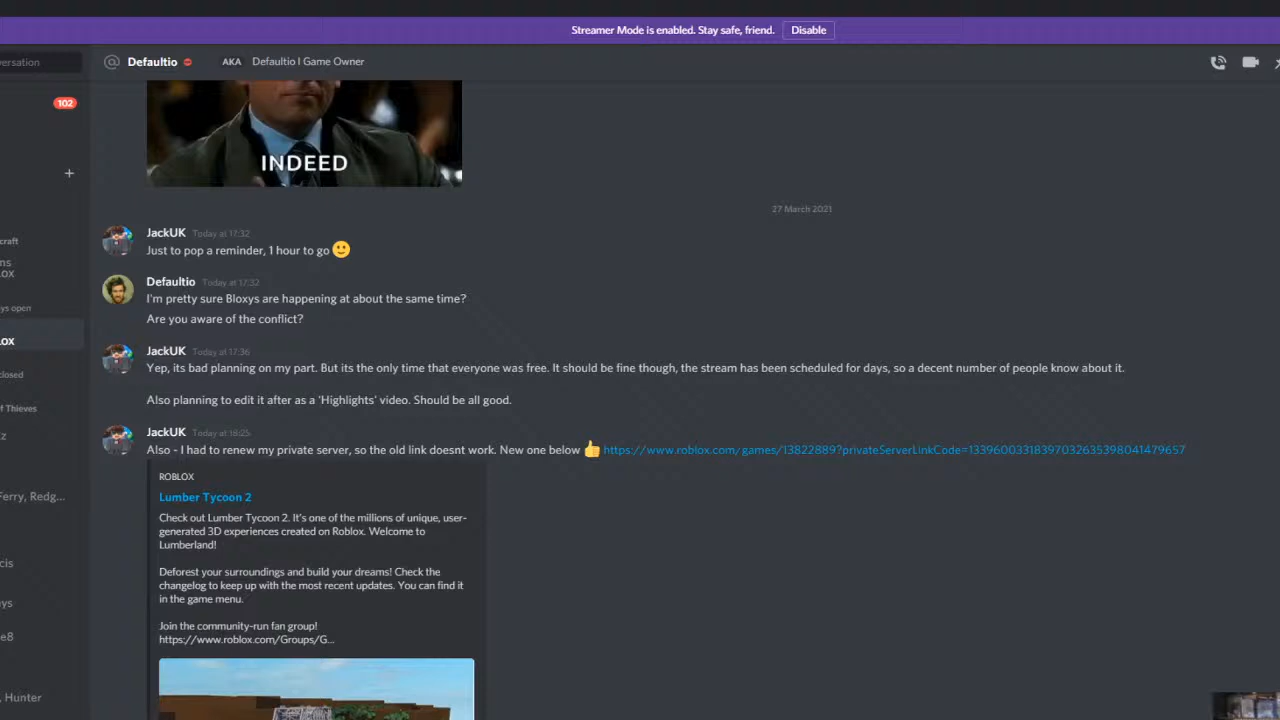 Streamer Mode is enabled. Stay safe, friend. Disable
ersation
@ Defaultio AKA Defaultio | Game Owner
102
INDEED
+
27 March 2021
craft
ms
ox
ys open
ox
closed
f Thieves
z
Ferry, Redg...
cis
ys
e8
, Hunter
JackUK Today at 17:32
Just to pop a reminder, 1 hour to go 🙂
Defaultio Today at 17:32
I'm pretty sure Bloxys are happening at about the same time?
Are you aware of the conflict?
JackUK Today at 17:36
Yep, its bad planning on my part. But its the only time that everyone was free. It should be fine though, the stream has been scheduled for days, so a decent number of people know about it.
Also planning to edit it after as a 'Highlights' video. Should be all good.
JackUK Today at 18:25
Also - I had to renew my private server, so the old link doesnt work. New one below 👍 https://www.roblox.com/games/13822889?privateServerLinkCode=13396003318397032635398041479657
ROBLOX
Lumber Tycoon 2
Check out Lumber Tycoon 2. It's one of the millions of unique, user-
generated 3D experiences created on Roblox. Welcome to
Lumberland!
Deforest your surroundings and build your dreams! Check the
changelog to keep up with the most recent updates. You can find it
in the game menu.
Join the community-run fan group!
https://www.roblox.com/Groups/G...